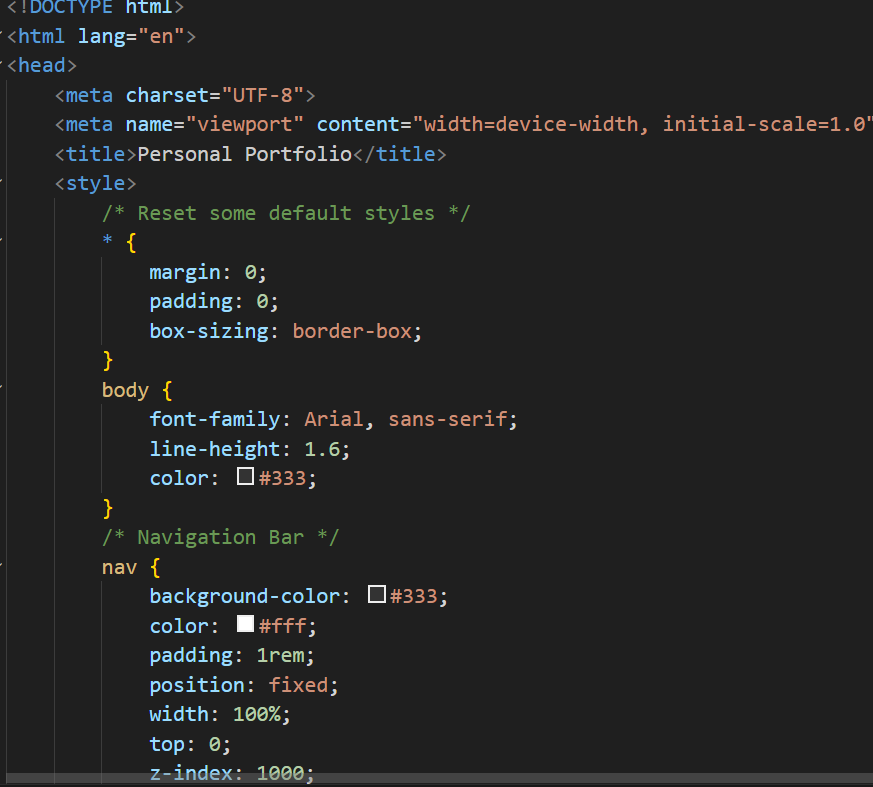 <!DOCTYPE html>
<html lang="en">
<head>
    <meta charset="UTF-8">
    <meta name="viewport" content="width=device-width, initial-scale=1.0"
    <title>Personal Portfolio</title>
    <style>
        /* Reset some default styles */
        * {
            margin: 0;
            padding: 0;
            box-sizing: border-box;
        }
        body {
            font-family: Arial, sans-serif;
            line-height: 1.6;
            color: #333;
        }
        /* Navigation Bar */
        nav {
            background-color: #333;
            color: #fff;
            padding: 1rem;
            position: fixed;
            width: 100%;
            top: 0;
            z-index: 1000;